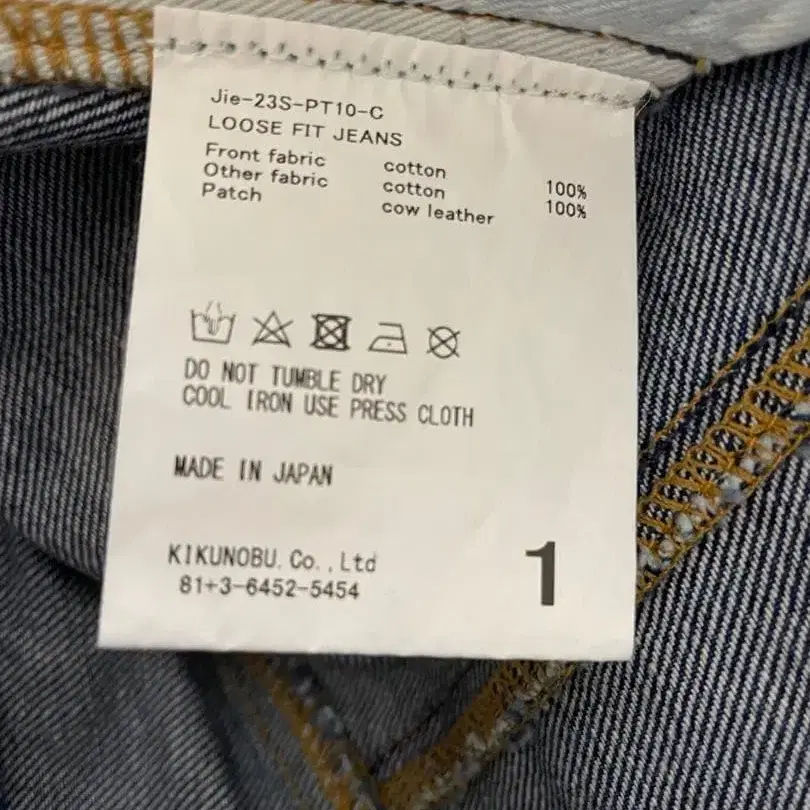 Jie-23S-PT10-C
LOOSE FIT JEANS
Front fabric cotton 100%
Other fabric cotton 100%
Patch cow leather
DO NOT TUMBLE DRY
COOL IRON USE PRESS CLOTH
MADE IN JAPAN
KIKUNOBU. Co., Ltd
81+3-6452-5454
1